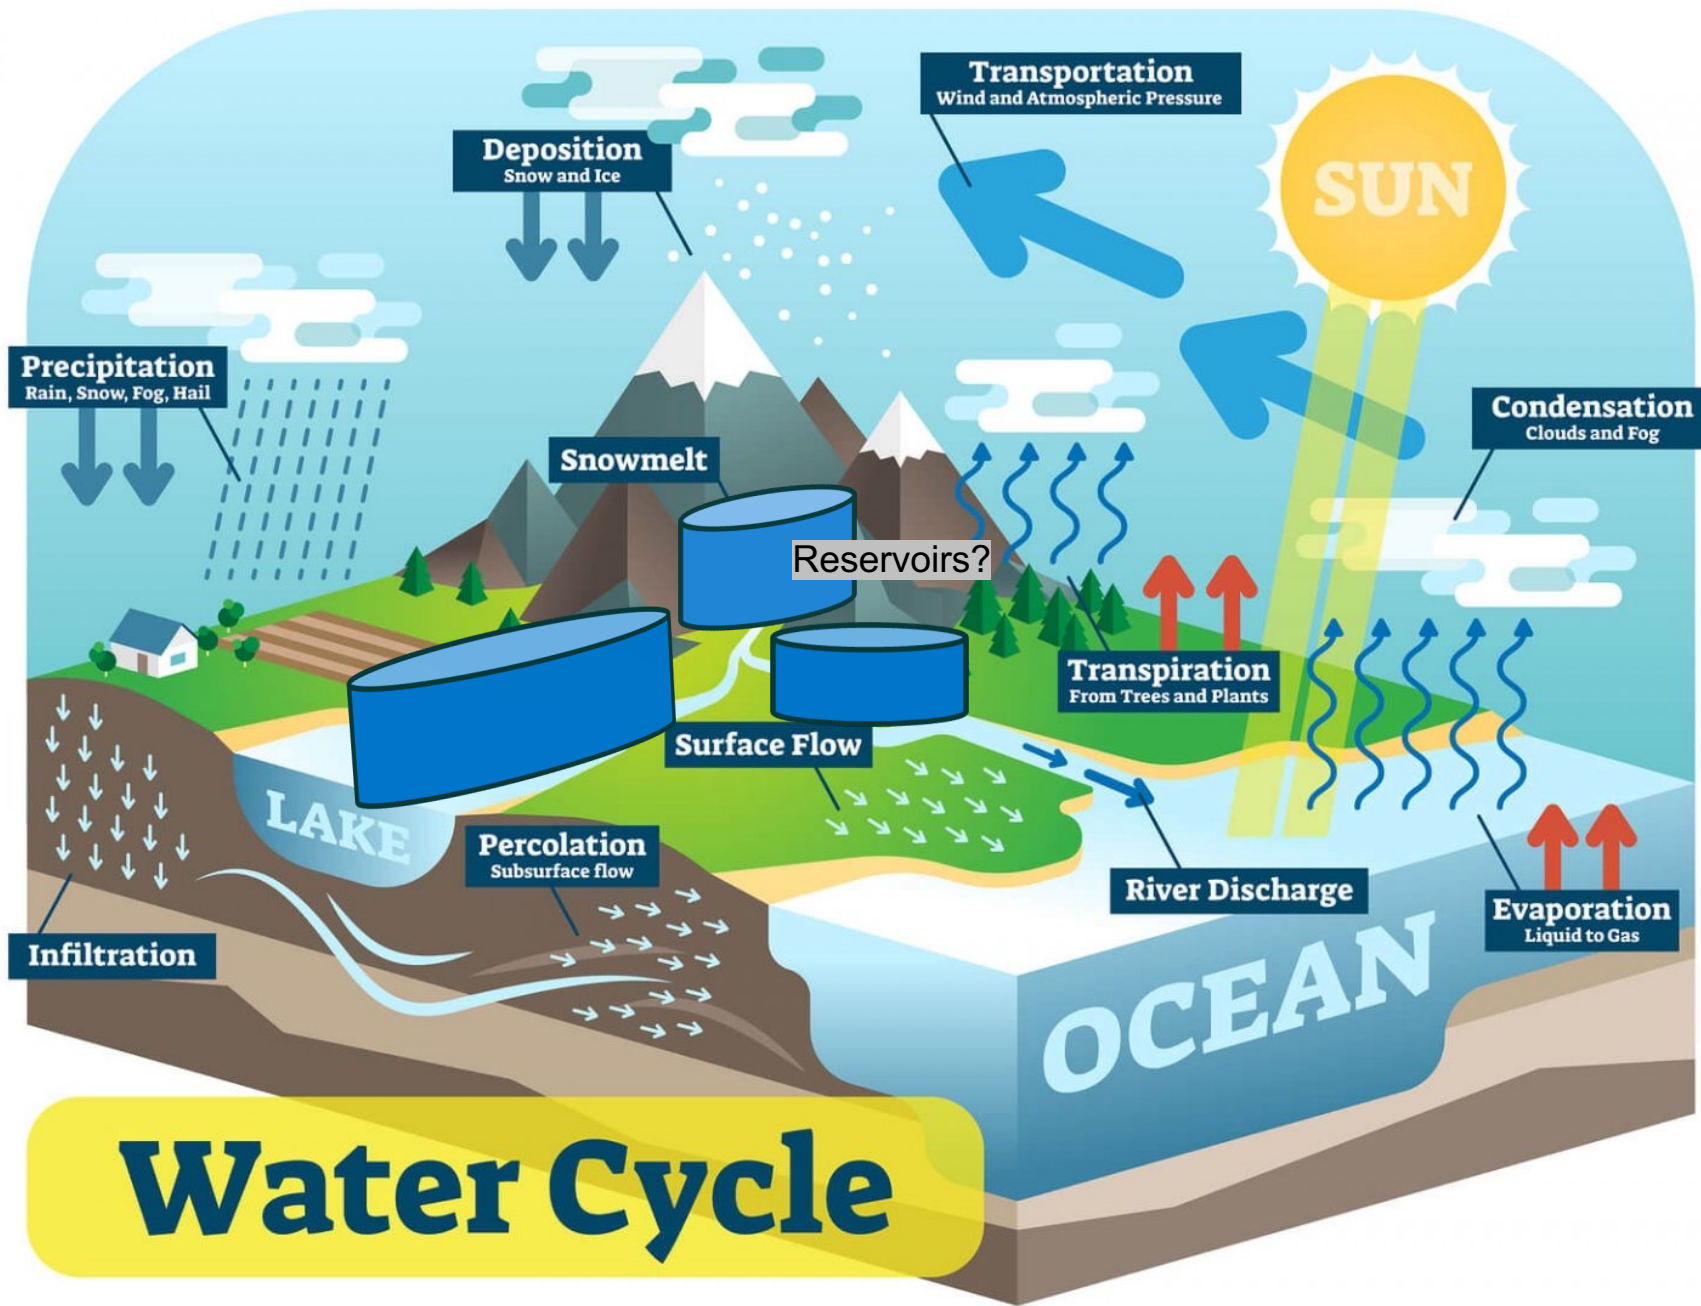 Transportation
Wind and Atmospheric Pressure
SUN
Deposition
Snow and Ice
Precipitation
Rain, Snow, Fog, Hail
Condensation
Clouds and Fog
Snowmelt
Reservoirs?
Transpiration
From Trees and Plants
Surface Flow
LAKE
Percolation
Subsurface flow
River Discharge
Evaporation
Liquid to Gas
Infiltration
OCEAN
Water Cycle